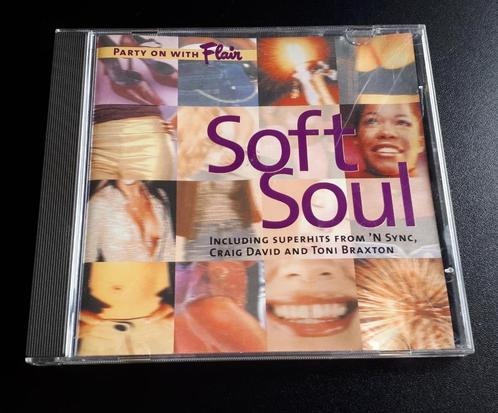 PARTY ON WITH Flair
Soft
Soul
INCLUDING SUPERHITS FROM 'N SYNC,
CRAIG DAVID AND TONI BRAXTON